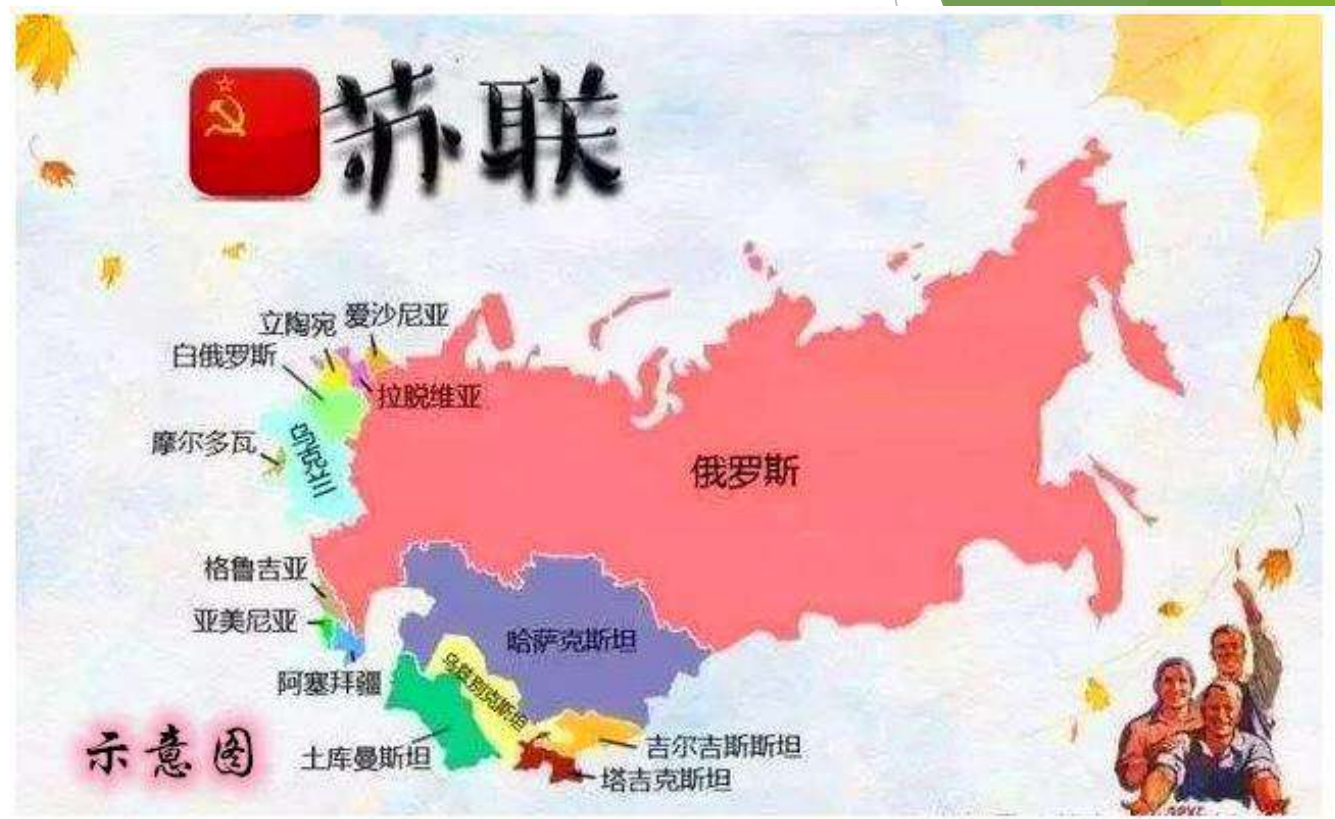 苏联
爱沙尼亚
立陶宛
白俄罗斯
拉脱维亚
摩尔多瓦
乌克兰
俄罗斯
格鲁吉亚
亚美尼亚
哈萨克斯坦
阿塞拜疆
乌兹别克斯坦
土库曼斯坦
吉尔吉斯斯坦
塔吉克斯坦
示意图